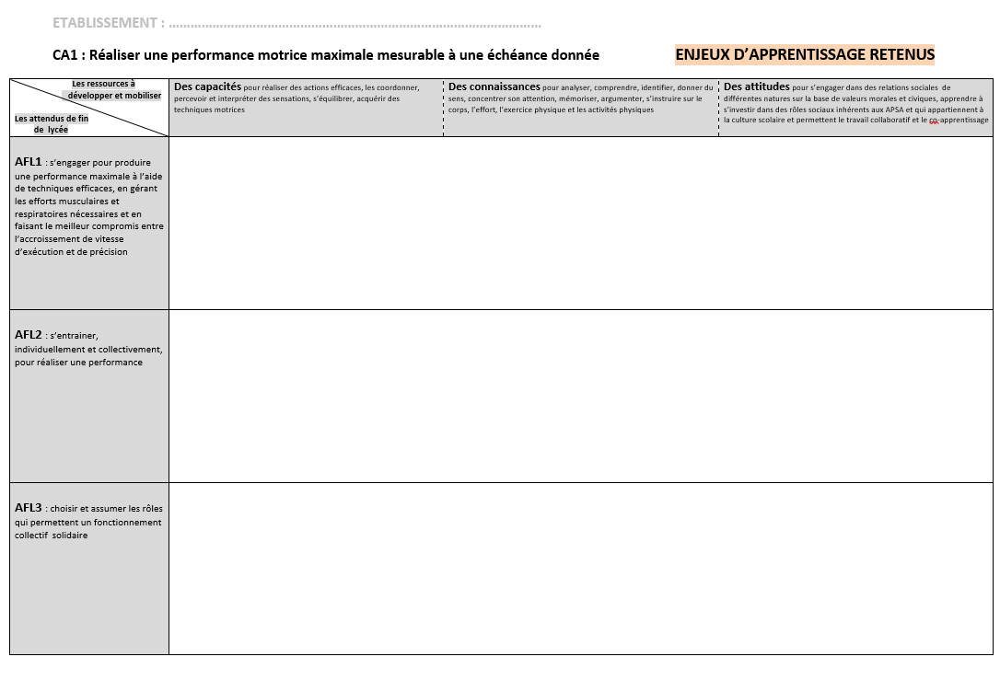 ETABLISSEMENT : ………………………………………………………………………………
CA1 : Réaliser une performance motrice maximale mesurable à une échéance donnée
ENJEUX D’APPRENTISSAGE RETENUS
Les ressources à
développer et mobiliser
Les attendus de fin
de lycée
Des capacités pour réaliser des actions efficaces, les coordonner,
percevoir et interpréter des sensations, s’équilibrer, acquérir des
techniques motrices
Des connaissances pour analyser, comprendre, identifier, donner du
sens, concentrer son attention, mémoriser, argumenter, s’instruire sur le
corps, l’effort, l’exercice physique et les activités physiques
Des attitudes pour s’engager dans des relations sociales de
différentes natures sur la base de valeurs morales et civiques, apprendre à
s’investir dans des rôles sociaux inhérents aux APSA et qui appartiennent à
la culture scolaire et permettent le travail collaboratif et le co-apprentissage
AFL1 : s’engager pour produire
une performance maximale à l’aide
de techniques efficaces, en gérant
les efforts musculaires et
respiratoires nécessaires et en
faisant le meilleur compromis entre
l’accroissement de vitesse
d’exécution et de précision
AFL2 : s’entrainer,
individuellement et collectivement,
pour réaliser une performance
AFL3 : choisir et assumer les rôles
qui permettent un fonctionnement
collectif solidaire